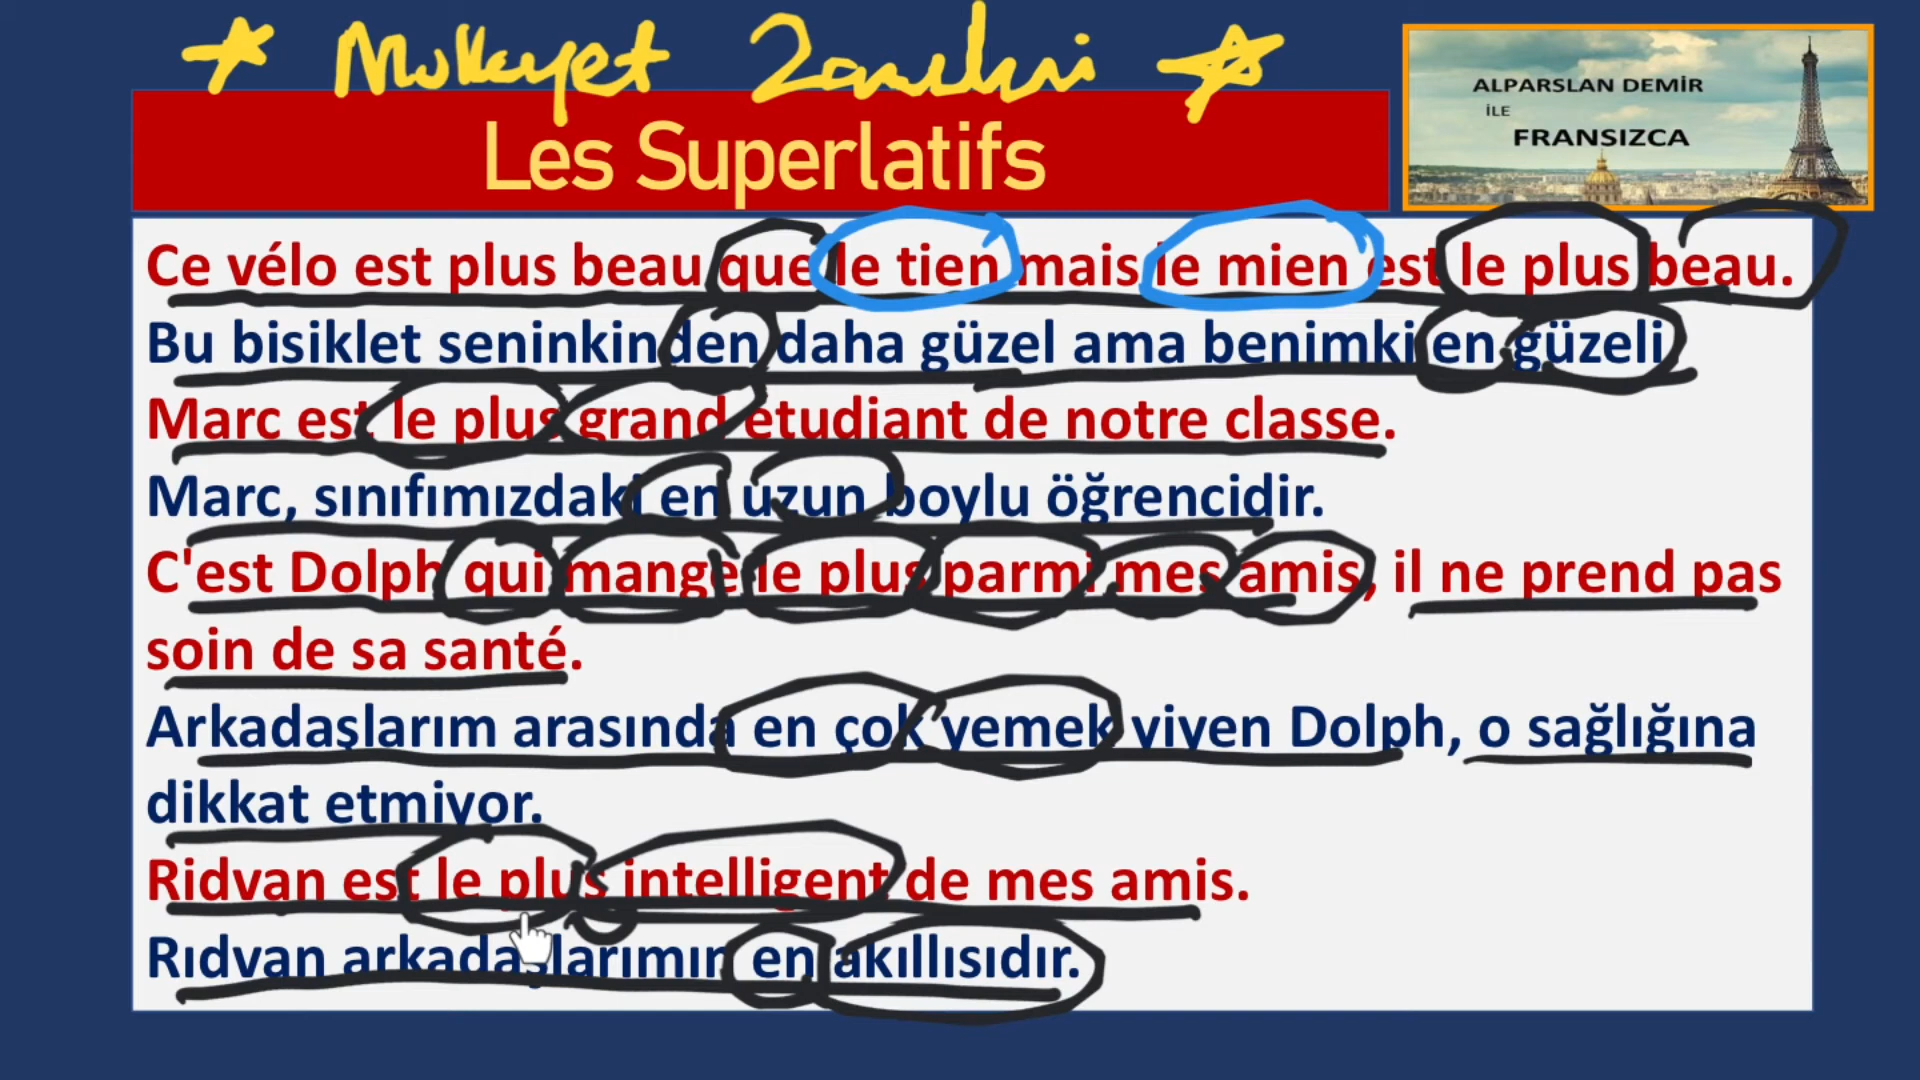 Mülkiyet Zamirleri
Les Superlatifs
ALPARSLAN DEMİR
İLE
FRANSIZCA
Ce vélo est plus beau que le tien mais le mien est le plus beau.
Bu bisiklet seninkinden daha güzel ama benimki en güzeli
Marc est le plus grand étudiant de notre classe.
Marc, sınıfımızdaki en uzun boylu öğrencidir.
C'est Dolph qui mange le plus parmi mes amis, il ne prend pas
soin de sa santé.
Arkadaşlarım arasında en çok yemek yiyen Dolph, o sağlığına
dikkat etmiyor.
Ridvan est le plus intelligent de mes amis.
Rıdvan arkadaşlarımın en akıllısıdır.